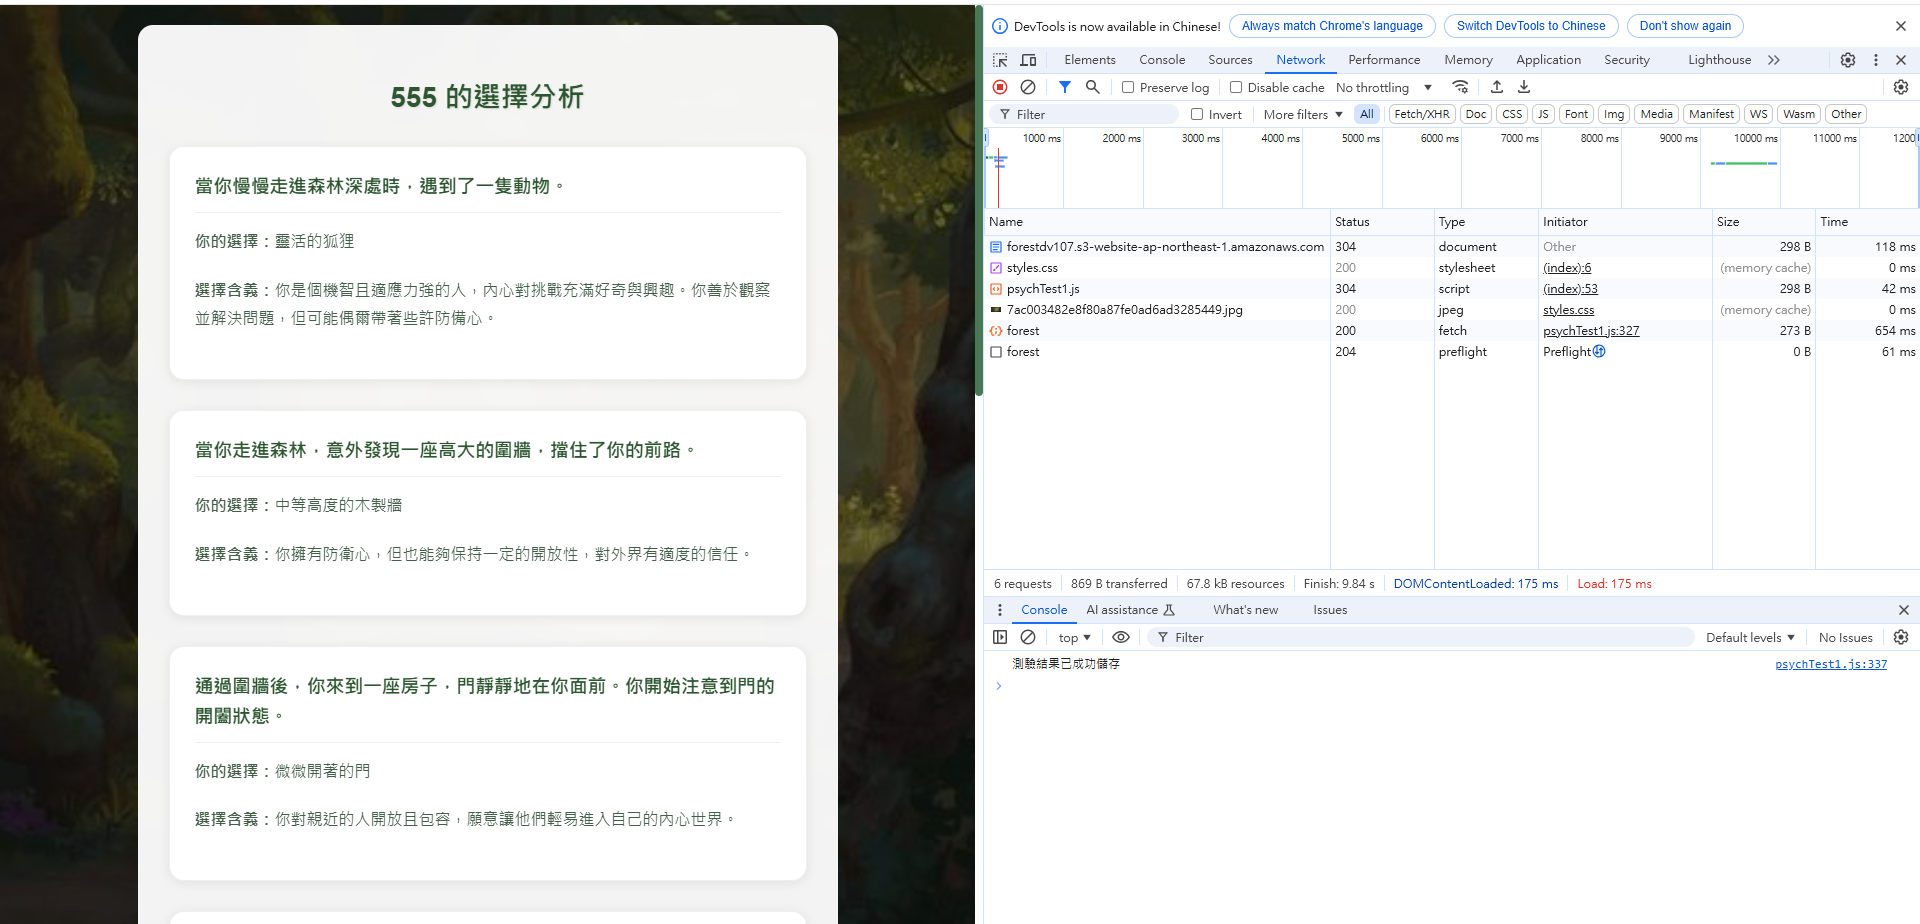 555 的選擇分析
當你慢慢走進森林深處時，遇到了一隻動物。
你的選擇：靈活的狐狸
選擇含義：你是個機智且適應力強的人，內心對挑戰充滿好奇與興趣。你善於觀察
並解決問題，但可能偶爾帶著些許防備心。
當你走進森林，意外發現一座高大的圍牆，擋住了你的前路。
你的選擇：中等高度的木製牆
選擇含義：你擁有防衛心，但也能夠保持一定的開放性，對外界有適度的信任。
通過圍牆後，你來到一座房子，門靜靜地在你面前。你開始注意到門的
開闔狀態。
你的選擇：微微開著的門
選擇含義：你對親近的人開放且包容，願意讓他們輕易進入自己的內心世界。
DevTools is now available in Chinese! Always match Chrome's language Switch DevTools to Chinese Don't show again
Elements Console Sources Network Performance Memory Application Security Lighthouse
Preserve log Disable cache No throttling
Filter Invert More filters All Fetch/XHR Doc CSS JS Font Img Media Manifest WS Wasm Other
1000 ms 2000 ms 3000 ms 4000 ms 5000 ms 6000 ms 7000 ms 8000 ms 9000 ms 10000 ms 11000 ms 1200
Name Status Type Initiator Size Time
forestdv107.s3-website-ap-northeast-1.amazonaws.com 304 document Other 298 B 118 ms
styles.css 200 stylesheet (index):6 (memory cache) 0 ms
psychTest1.js 304 script (index):53 298 B 42 ms
7ac003482e8f80a87fe0ad6ad3285449.jpg 200 jpeg styles.css (memory cache) 0 ms
forest 200 fetch psychTest1.js:327 273 B 654 ms
forest 204 preflight Preflight 0 B 61 ms
6 requests 869 B transferred 67.8 kB resources Finish: 9.84 s DOMContentLoaded: 175 ms Load: 175 ms
Console AI assistance What's new Issues
top Filter Default levels No Issues
測驗結果已成功儲存 psychTest1.js:337